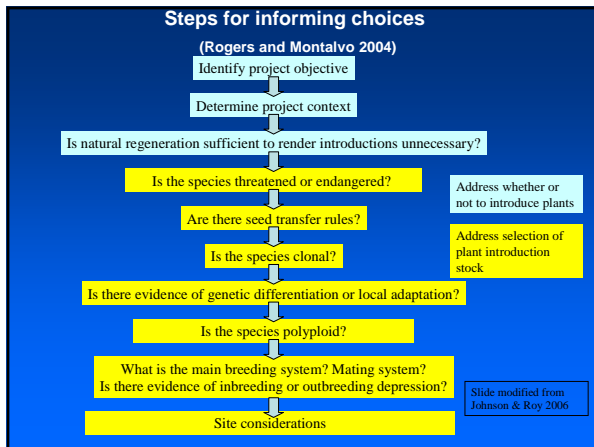 Steps for informing choices
(Rogers and Montalvo 2004)
Identify project objective
Determine project context
Is natural regeneration sufficient to render introductions unnecessary?
Is the species threatened or endangered?
Address whether or
not to introduce plants
Are there seed transfer rules?
Address selection of
plant introduction
stock
Is the species clonal?
Is there evidence of genetic differentiation or local adaptation?
Is the species polyploid?
What is the main breeding system? Mating system?
Is there evidence of inbreeding or outbreeding depression?
Slide modified from
Johnson & Roy 2006
Site considerations